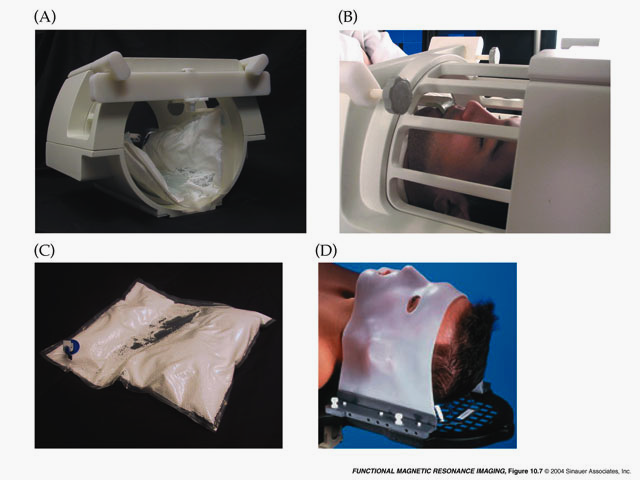 (A)
(B)
(C)
(D)
FUNCTIONAL MAGNETIC RESONANCE IMAGING, Figure 10.7 © 2004 Sinauer Associates, Inc.